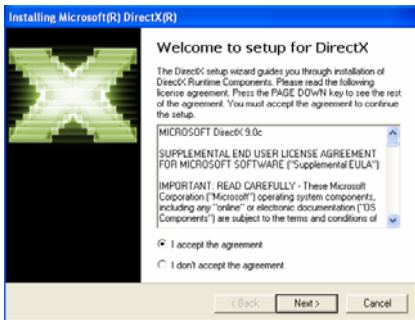 Installing Microsoft(R) DirectX(R)
Welcome to setup for DirectX
The DirectX setup wizard guides you through installation of
DirectX Runtime Components. Please read the following
license agreement. Press the PAGE DOWN key to see the rest
of the agreement. You must accept the agreement to continue
the setup.
MICROSOFT DirectX 9.0c
SUPPLEMENTAL END USER LICENSE AGREEMENT
FOR MICROSOFT SOFTWARE ("Supplemental EULA")
IMPORTANT: READ CAREFULLY - These Microsoft
Corporation ("Microsoft") operating system components,
including any "online" or electronic documentation ("OS
Components") are subject to the terms and conditions of
I accept the agreement
I don't accept the agreement
< Back
Next >
Cancel